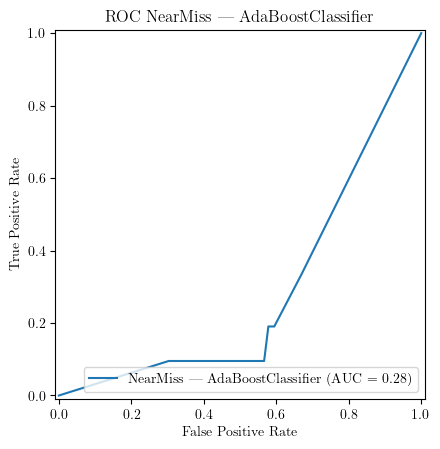 ROC NearMiss — AdaBoostClassifier
1.0
0.8
0.6
0.4
0.2
0.0
True Positive Rate
NearMiss — AdaBoostClassifier (AUC = 0.28)
0.0 0.2 0.4 0.6 0.8 1.0
False Positive Rate